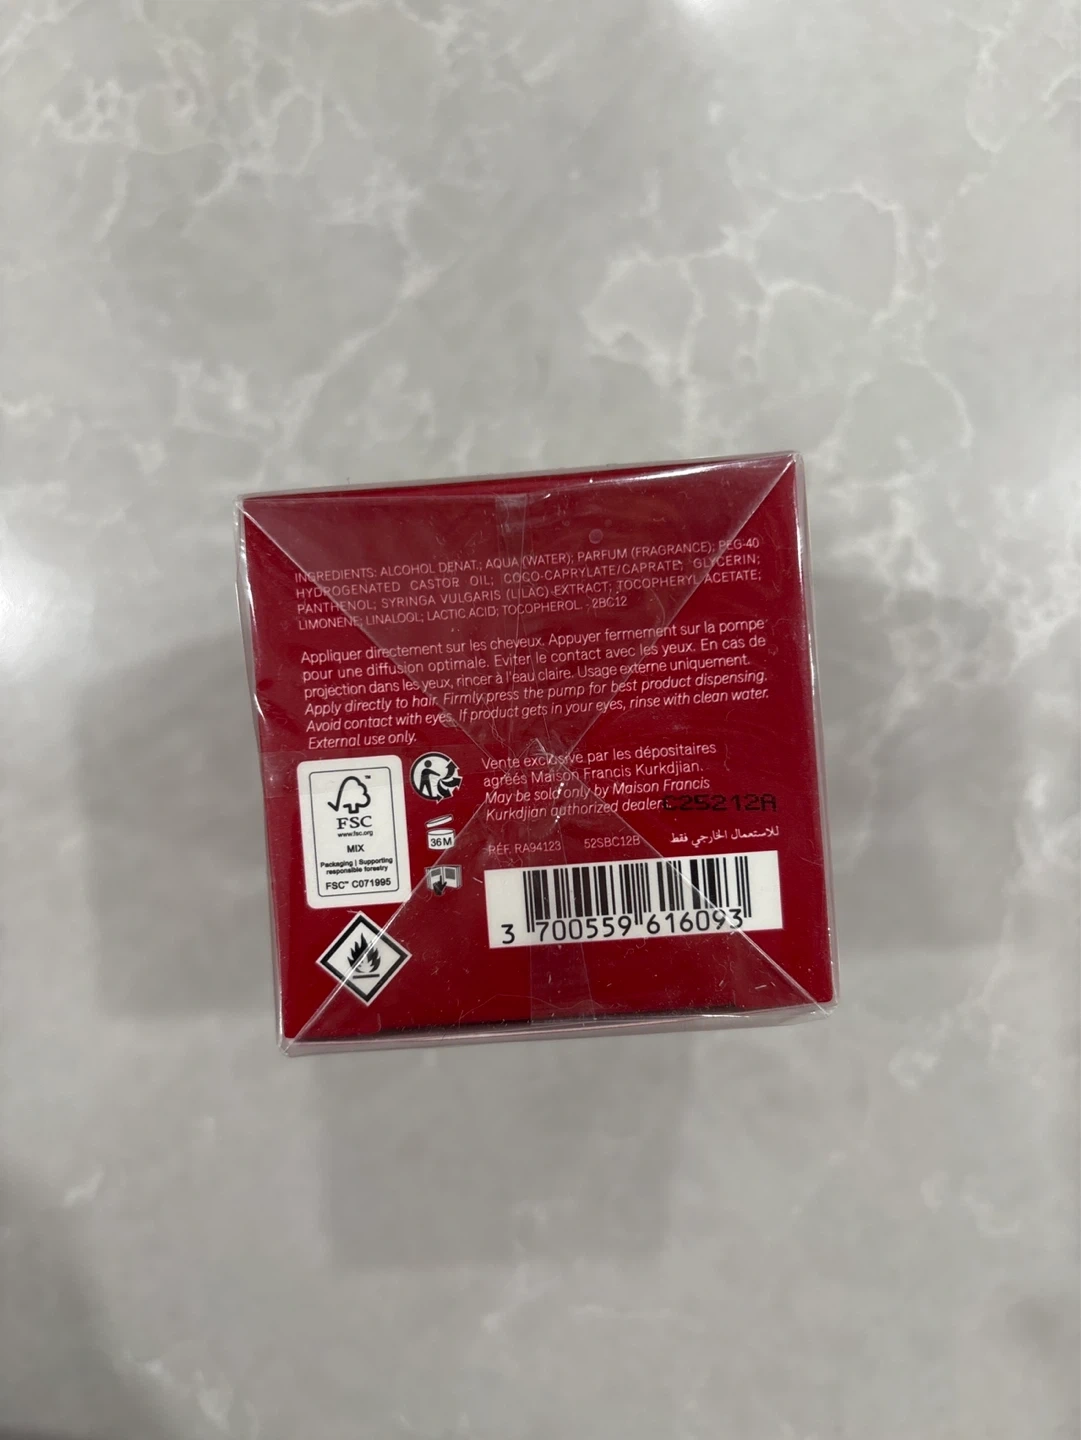 INGREDIENTS: ALCOHOL DENAT.; AQUA (WATER); PARFUM (FRAGRANCE); PEG-40
HYDROGENATED CASTOR OIL; COCO-CAPRYLATE/CAPRATE; GLYCERIN;
PANTHENOL; SYRINGA VULGARIS (LILAC) EXTRACT; TOCOPHERYL ACETATE;
LIMONENE; LINALOOL; LACTIC ACID; TOCOPHEROL : 2BC12
Appliquer directement sur les cheveux. Appuyer fermement sur la pompe
pour une diffusion optimale. Eviter le contact avec les yeux. En cas de
projection dans les yeux, rincer à l'eau claire. Usage externe uniquement.
Apply directly to hair. Firmly press the pump for best product dispensing.
Avoid contact with eyes. If product gets in your eyes, rinse with clean water.
External use only.
FSC™
www.fsc.org
MIX
Packaging | Supporting
responsible forestry
FSC™ C071995
36M
Vente exclusive par les dépositaires
agréés Maison Francis Kurkdjian.
May be sold only by Maison Francis
Kurkdjian authorized dealers.
C25212A
للاستعمال الخارجي فقط
RÉF. RA94123 52SBC12B
3 700559 616093